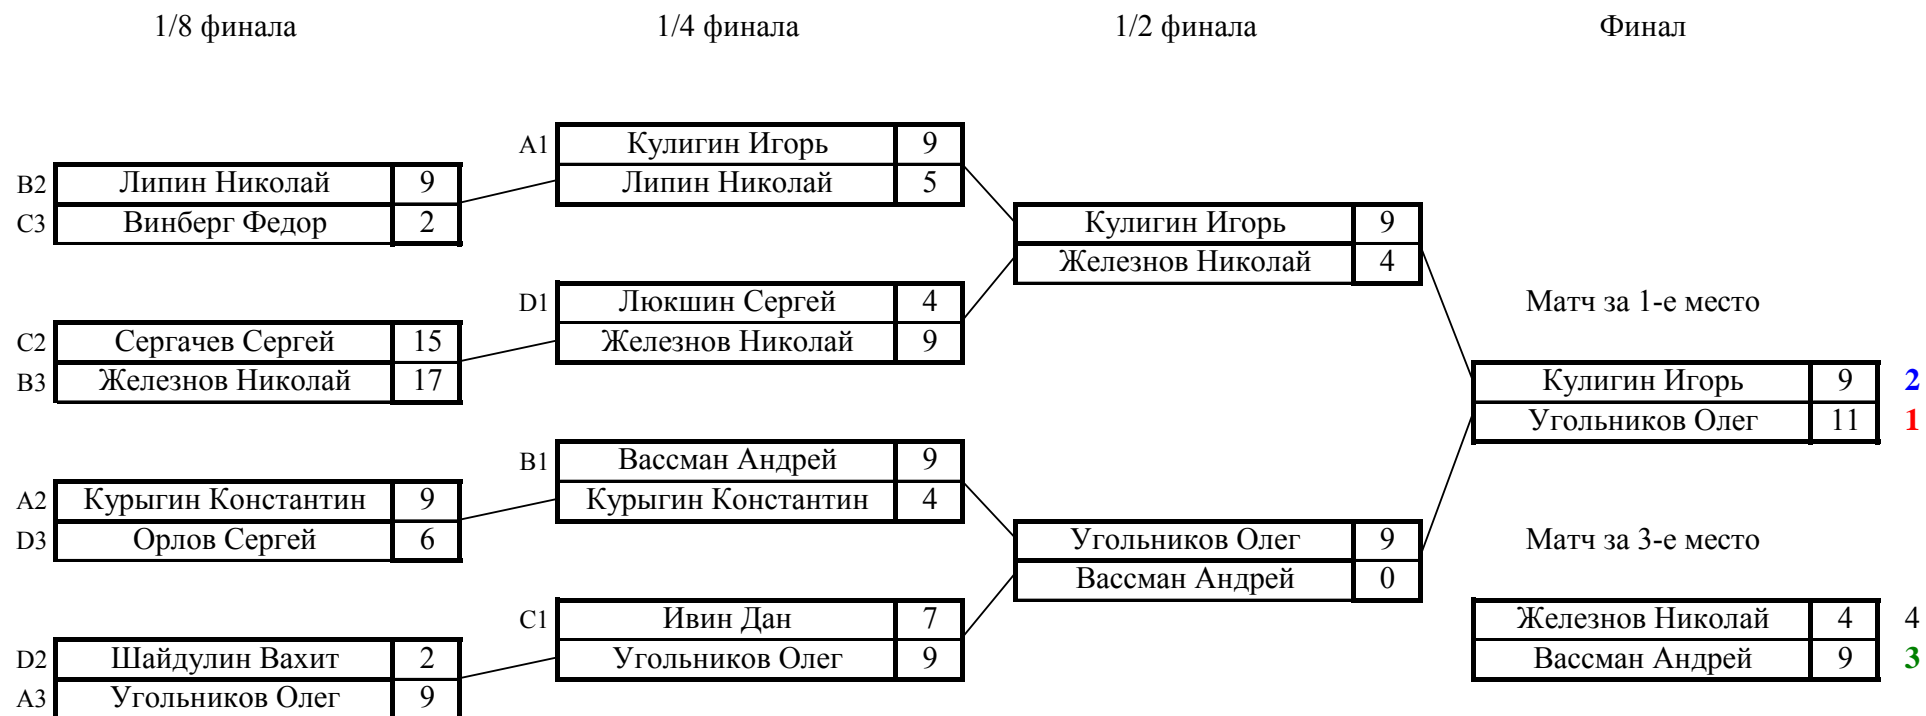 1/8 финала 1/4 финала 1/2 финала Финал
A1 Кулигин Игорь 9
B2 Липин Николай 9
Липин Николай 5
C3 Винберг Федор 2
Кулигин Игорь 9
Железнов Николай 4
D1 Люкшин Сергей 4
Матч за 1-е место
C2 Сергачев Сергей 15
Железнов Николай 9
B3 Железнов Николай 17
Кулигин Игорь 9 2
Угольников Олег 11 1
B1 Вассман Андрей 9
A2 Курыгин Константин 9
Курыгин Константин 4
D3 Орлов Сергей 6
Угольников Олег 9
Матч за 3-е место
Вассман Андрей 0
C1 Ивин Дан 7
Железнов Николай 4 4
D2 Шайдулин Вахит 2
Угольников Олег 9
Вассман Андрей 9 3
A3 Угольников Олег 9